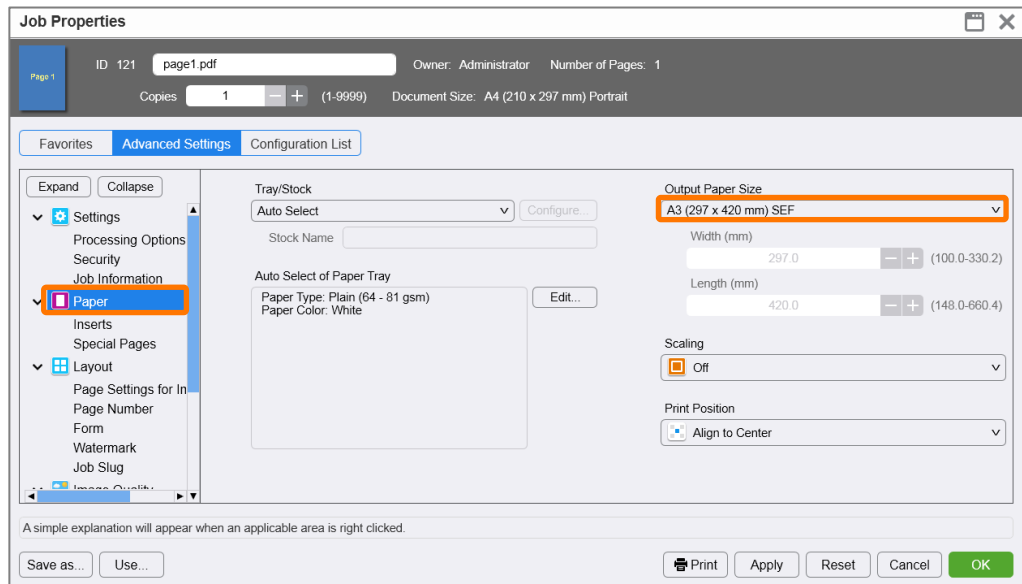 Job Properties
Page 1
ID 121 page1.pdf Owner: Administrator Number of Pages: 1
Copies 1 (1-9999) Document Size: A4 (210 x 297 mm) Portrait
Favorites Advanced Settings Configuration List
Expand Collapse
Settings
Processing Options
Security
Job Information
Paper
Inserts
Special Pages
Layout
Page Settings for Im
Page Number
Form
Watermark
Job Slug
Image Quality
Tray/Stock
Auto Select Configure...
Stock Name
Auto Select of Paper Tray
Paper Type: Plain (64 - 81 gsm)
Paper Color: White
Edit...
Output Paper Size
A3 (297 x 420 mm) SEF
Width (mm)
297.0 (100.0-330.2)
Length (mm)
420.0 (148.0-660.4)
Scaling
Off
Print Position
Align to Center
A simple explanation will appear when an applicable area is right clicked.
Save as... Use... Print Apply Reset Cancel OK